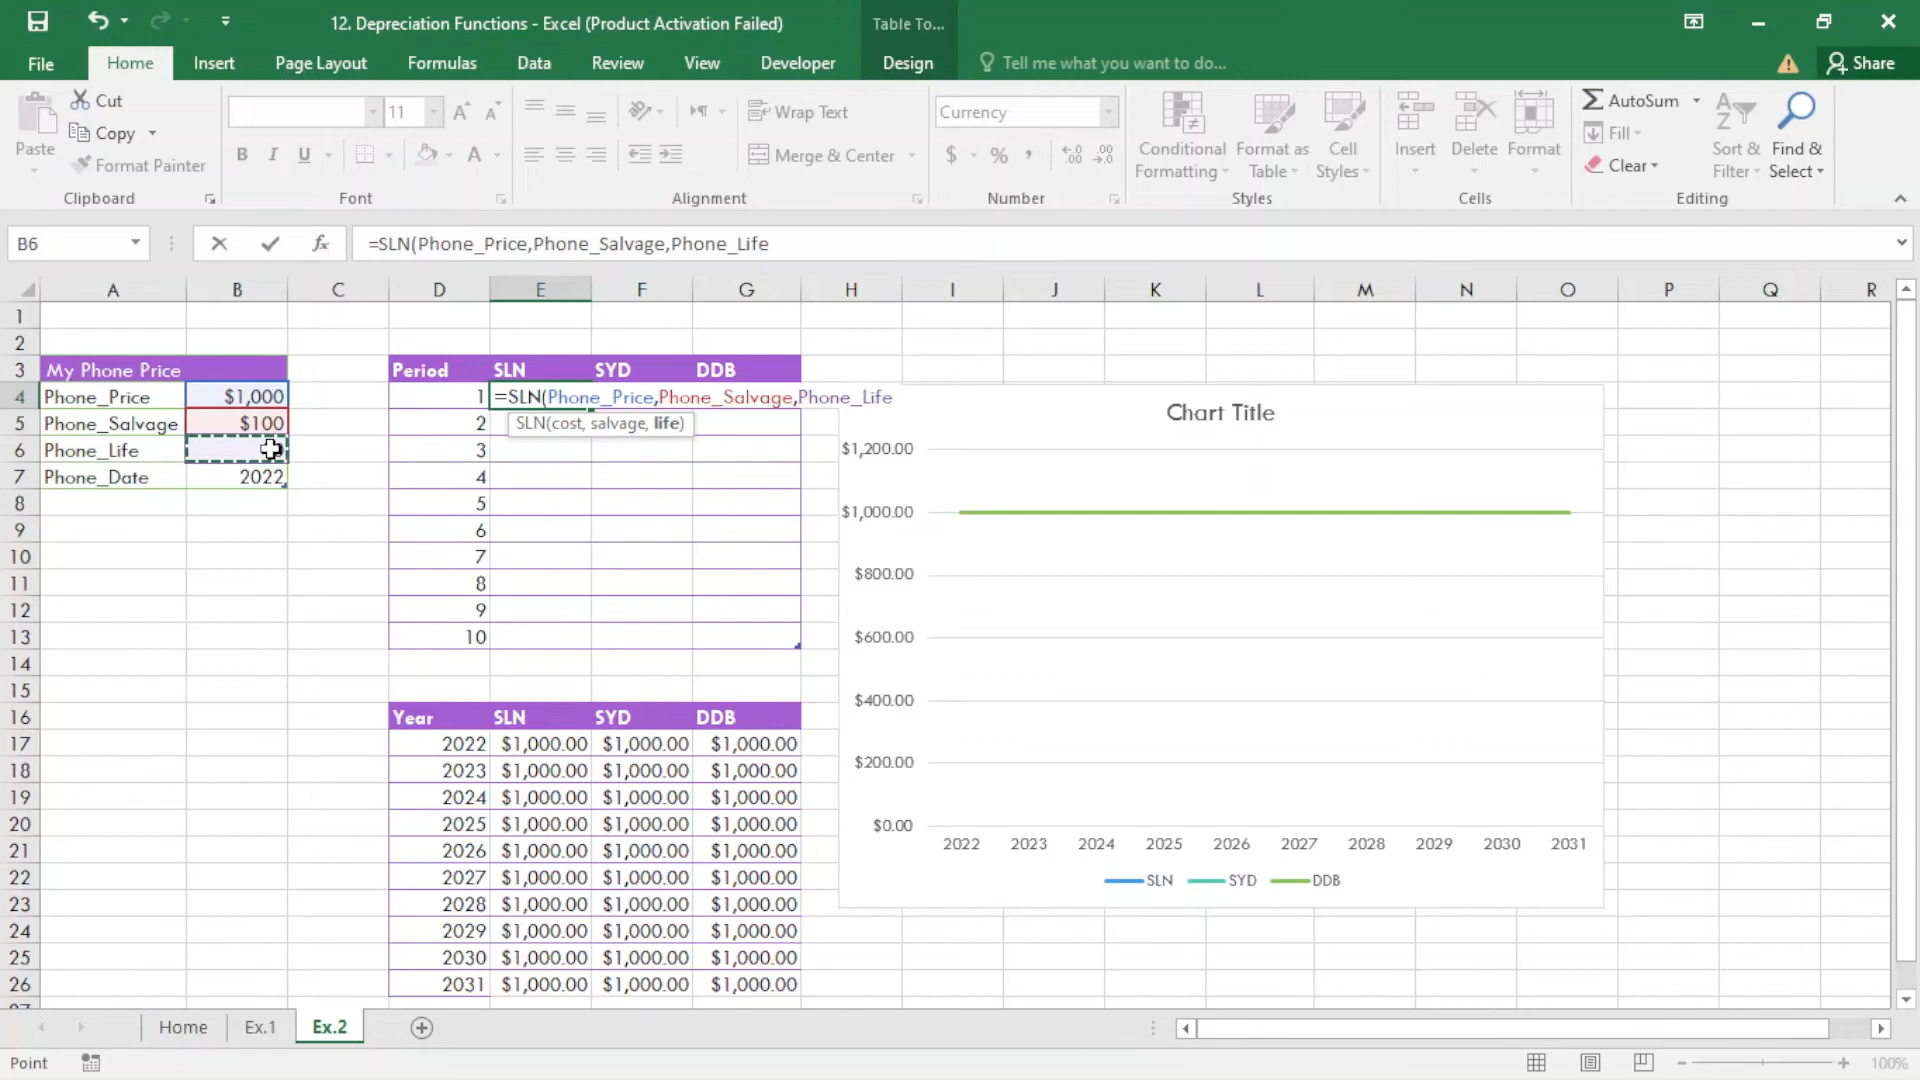 12. Depreciation Functions - Excel (Product Activation Failed)
Table To...
File Home Insert Page Layout Formulas Data Review View Developer Design Tell me what you want to do... Share
Cut
Copy
Format Painter
Paste
Clipboard
11
B I U
Font
Wrap Text
Merge & Center
Alignment
Currency
$ % ,
Number
Conditional Formatting
Format as Table
Cell Styles
Styles
Insert Delete Format
Cells
AutoSum
Fill
Clear
Sort & Filter
Find & Select
Editing
B6 fx =SLN(Phone_Price,Phone_Salvage,Phone_Life
A B C D E F G H I J K L M N O P Q R
1
2
3 My Phone Price Period SLN SYD DDB
4 Phone_Price $1,000 1 =SLN(Phone_Price,Phone_Salvage,Phone_Life
5 Phone_Salvage $100 2 SLN(cost, salvage, life)
6 Phone_Life 3
7 Phone_Date 2022 4
8 5
9 6
10 7
11 8
12 9
13 10
14
15
16 Year SLN SYD DDB
17 2022 $1,000.00 $1,000.00 $1,000.00
18 2023 $1,000.00 $1,000.00 $1,000.00
19 2024 $1,000.00 $1,000.00 $1,000.00
20 2025 $1,000.00 $1,000.00 $1,000.00
21 2026 $1,000.00 $1,000.00 $1,000.00
22 2027 $1,000.00 $1,000.00 $1,000.00
23 2028 $1,000.00 $1,000.00 $1,000.00
24 2029 $1,000.00 $1,000.00 $1,000.00
25 2030 $1,000.00 $1,000.00 $1,000.00
26 2031 $1,000.00 $1,000.00 $1,000.00
Chart Title
$1,200.00
$1,000.00
$800.00
$600.00
$400.00
$200.00
$0.00
2022 2023 2024 2025 2026 2027 2028 2029 2030 2031
SLN SYD DDB
Home Ex.1 Ex.2
Point
100%